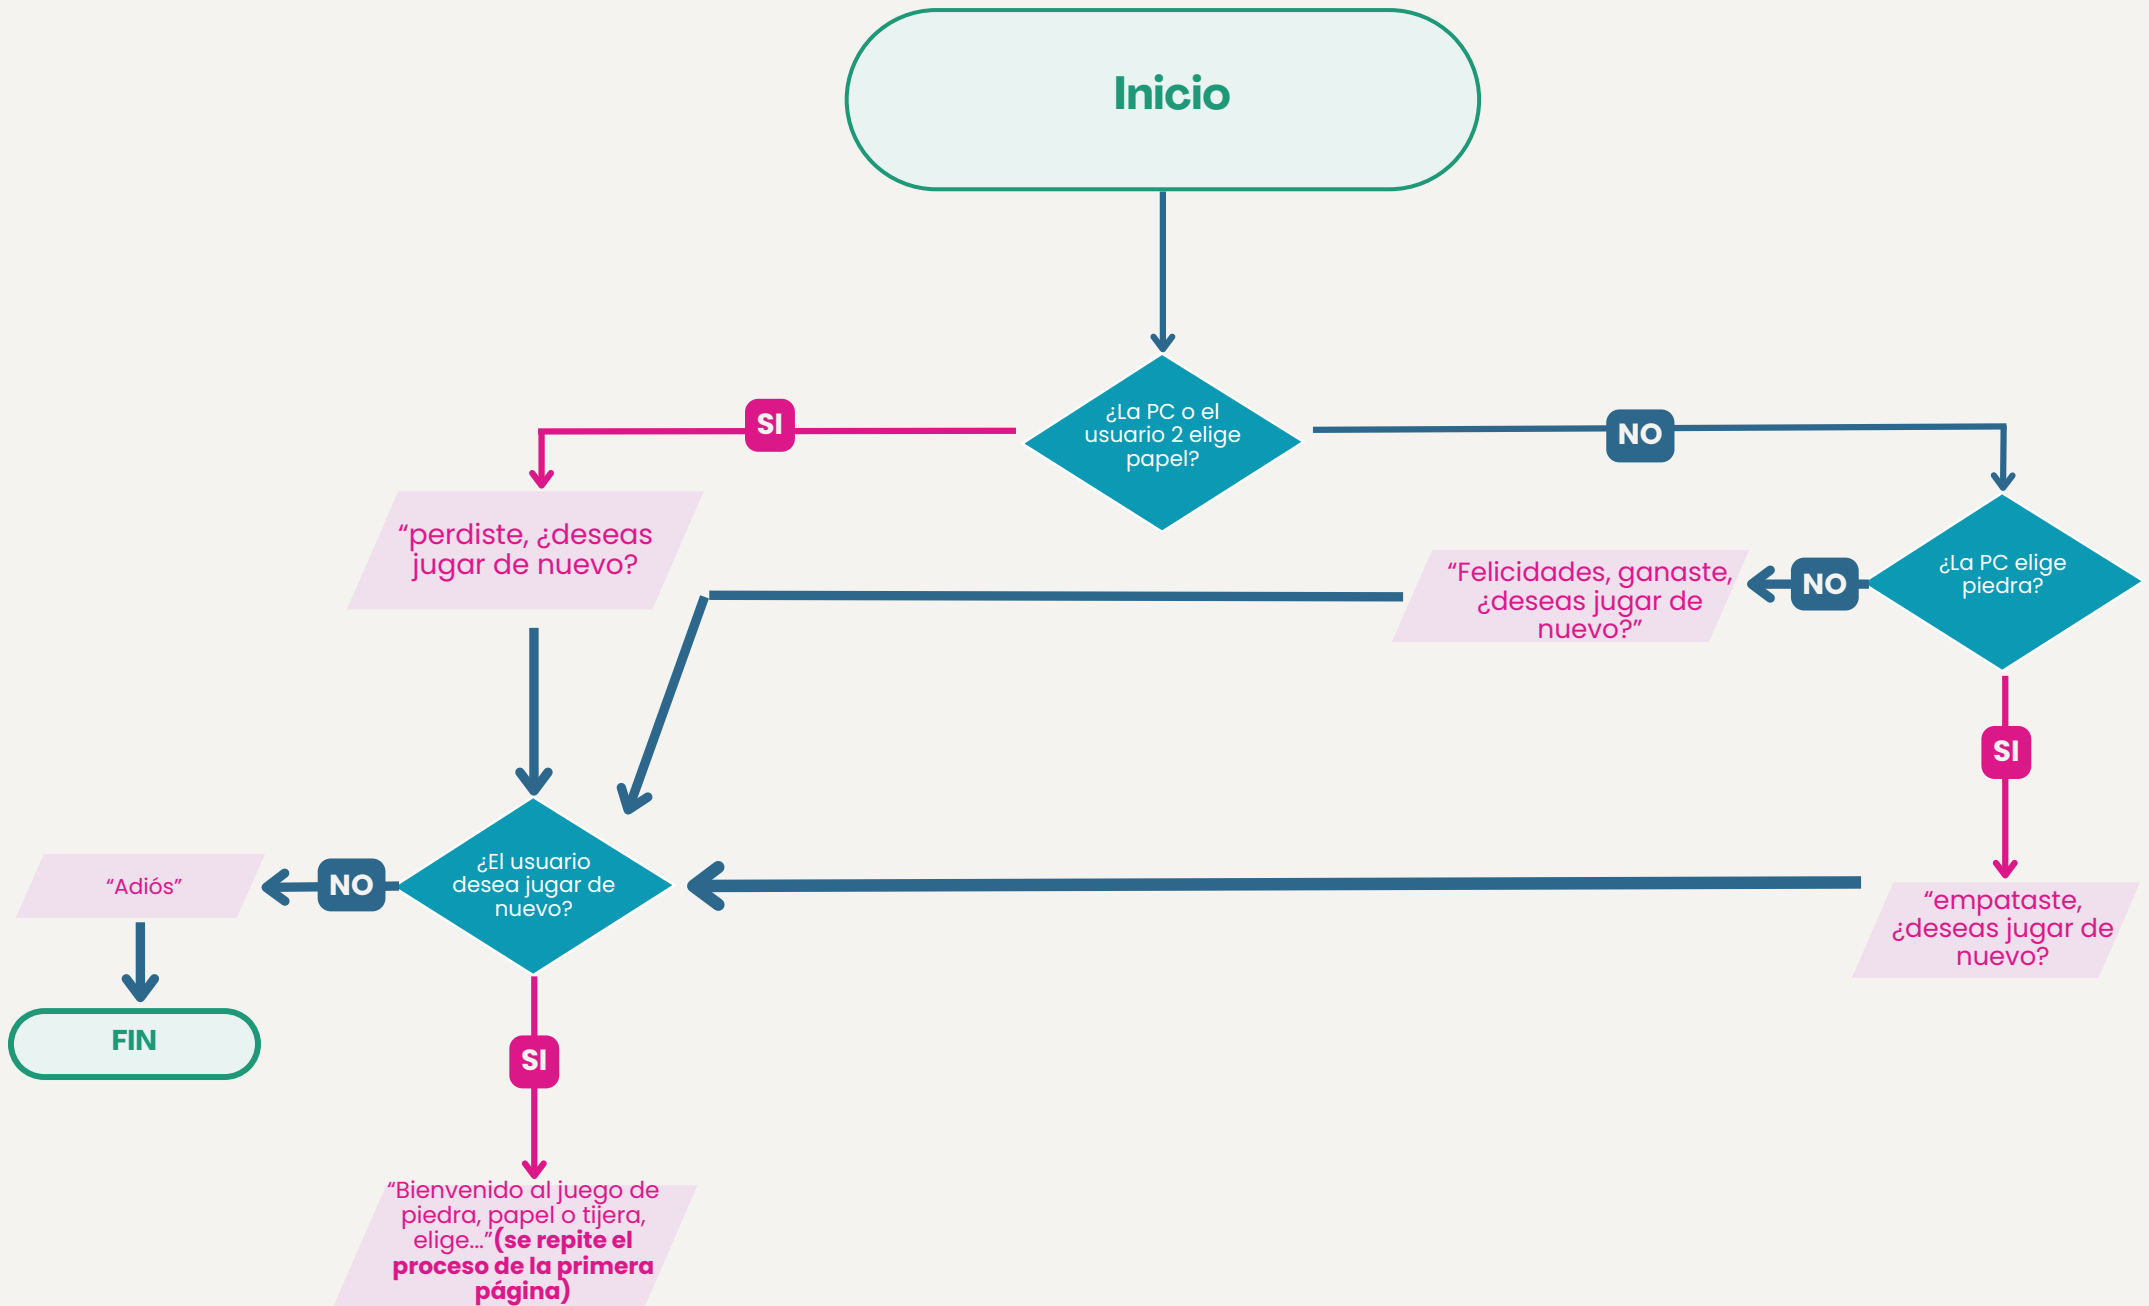 Inicio
¿La PC o el
usuario 2 elige
papel?
SI
NO
“perdiste, ¿deseas
jugar de nuevo?
“Felicidades, ganaste,
¿deseas jugar de
nuevo?”
NO
¿La PC elige
piedra?
SI
“Adiós”
NO
¿El usuario
desea jugar de
nuevo?
“empataste,
¿deseas jugar de
nuevo?
FIN
SI
“Bienvenido al juego de
piedra, papel o tijera,
elige...”(se repite el
proceso de la primera
página)